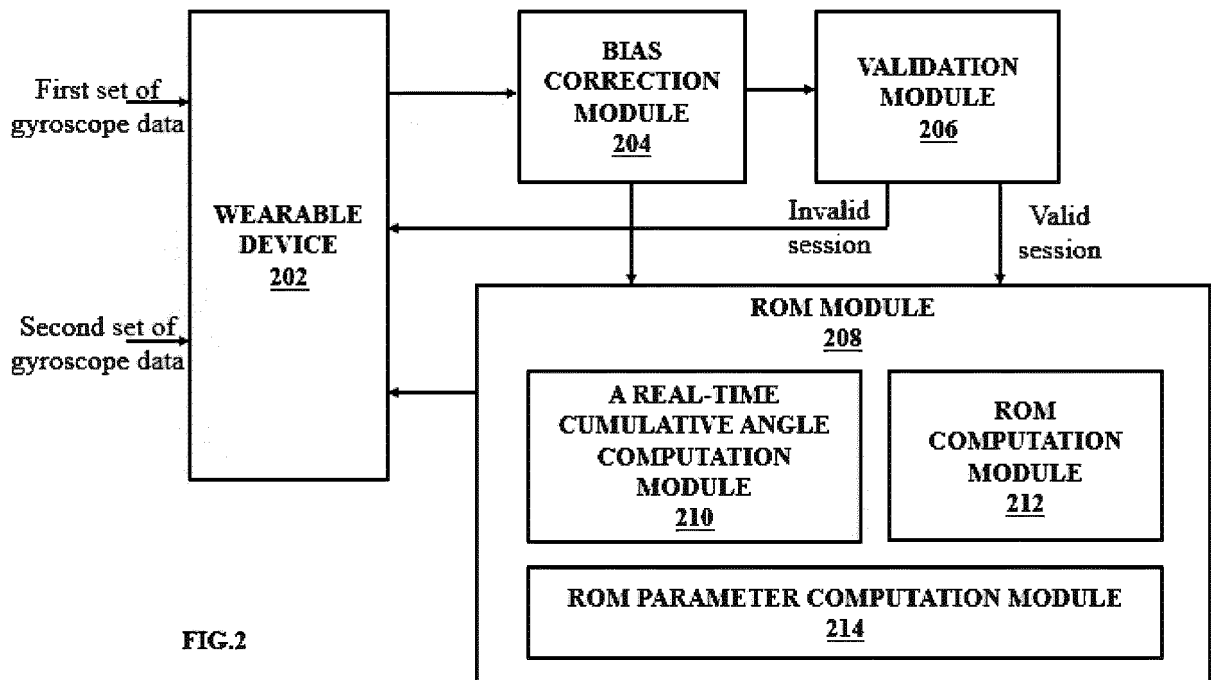 First set of
gyroscope data
Second set of
gyroscope data
WEARABLE
DEVICE
202
BIAS
CORRECTION
MODULE
204
VALIDATION
MODULE
206
Invalid
session
Valid
session
ROM MODULE
208
A REAL-TIME
CUMULATIVE ANGLE
COMPUTATION
MODULE
210
ROM
COMPUTATION
MODULE
212
ROM PARAMETER COMPUTATION MODULE
214
FIG.2